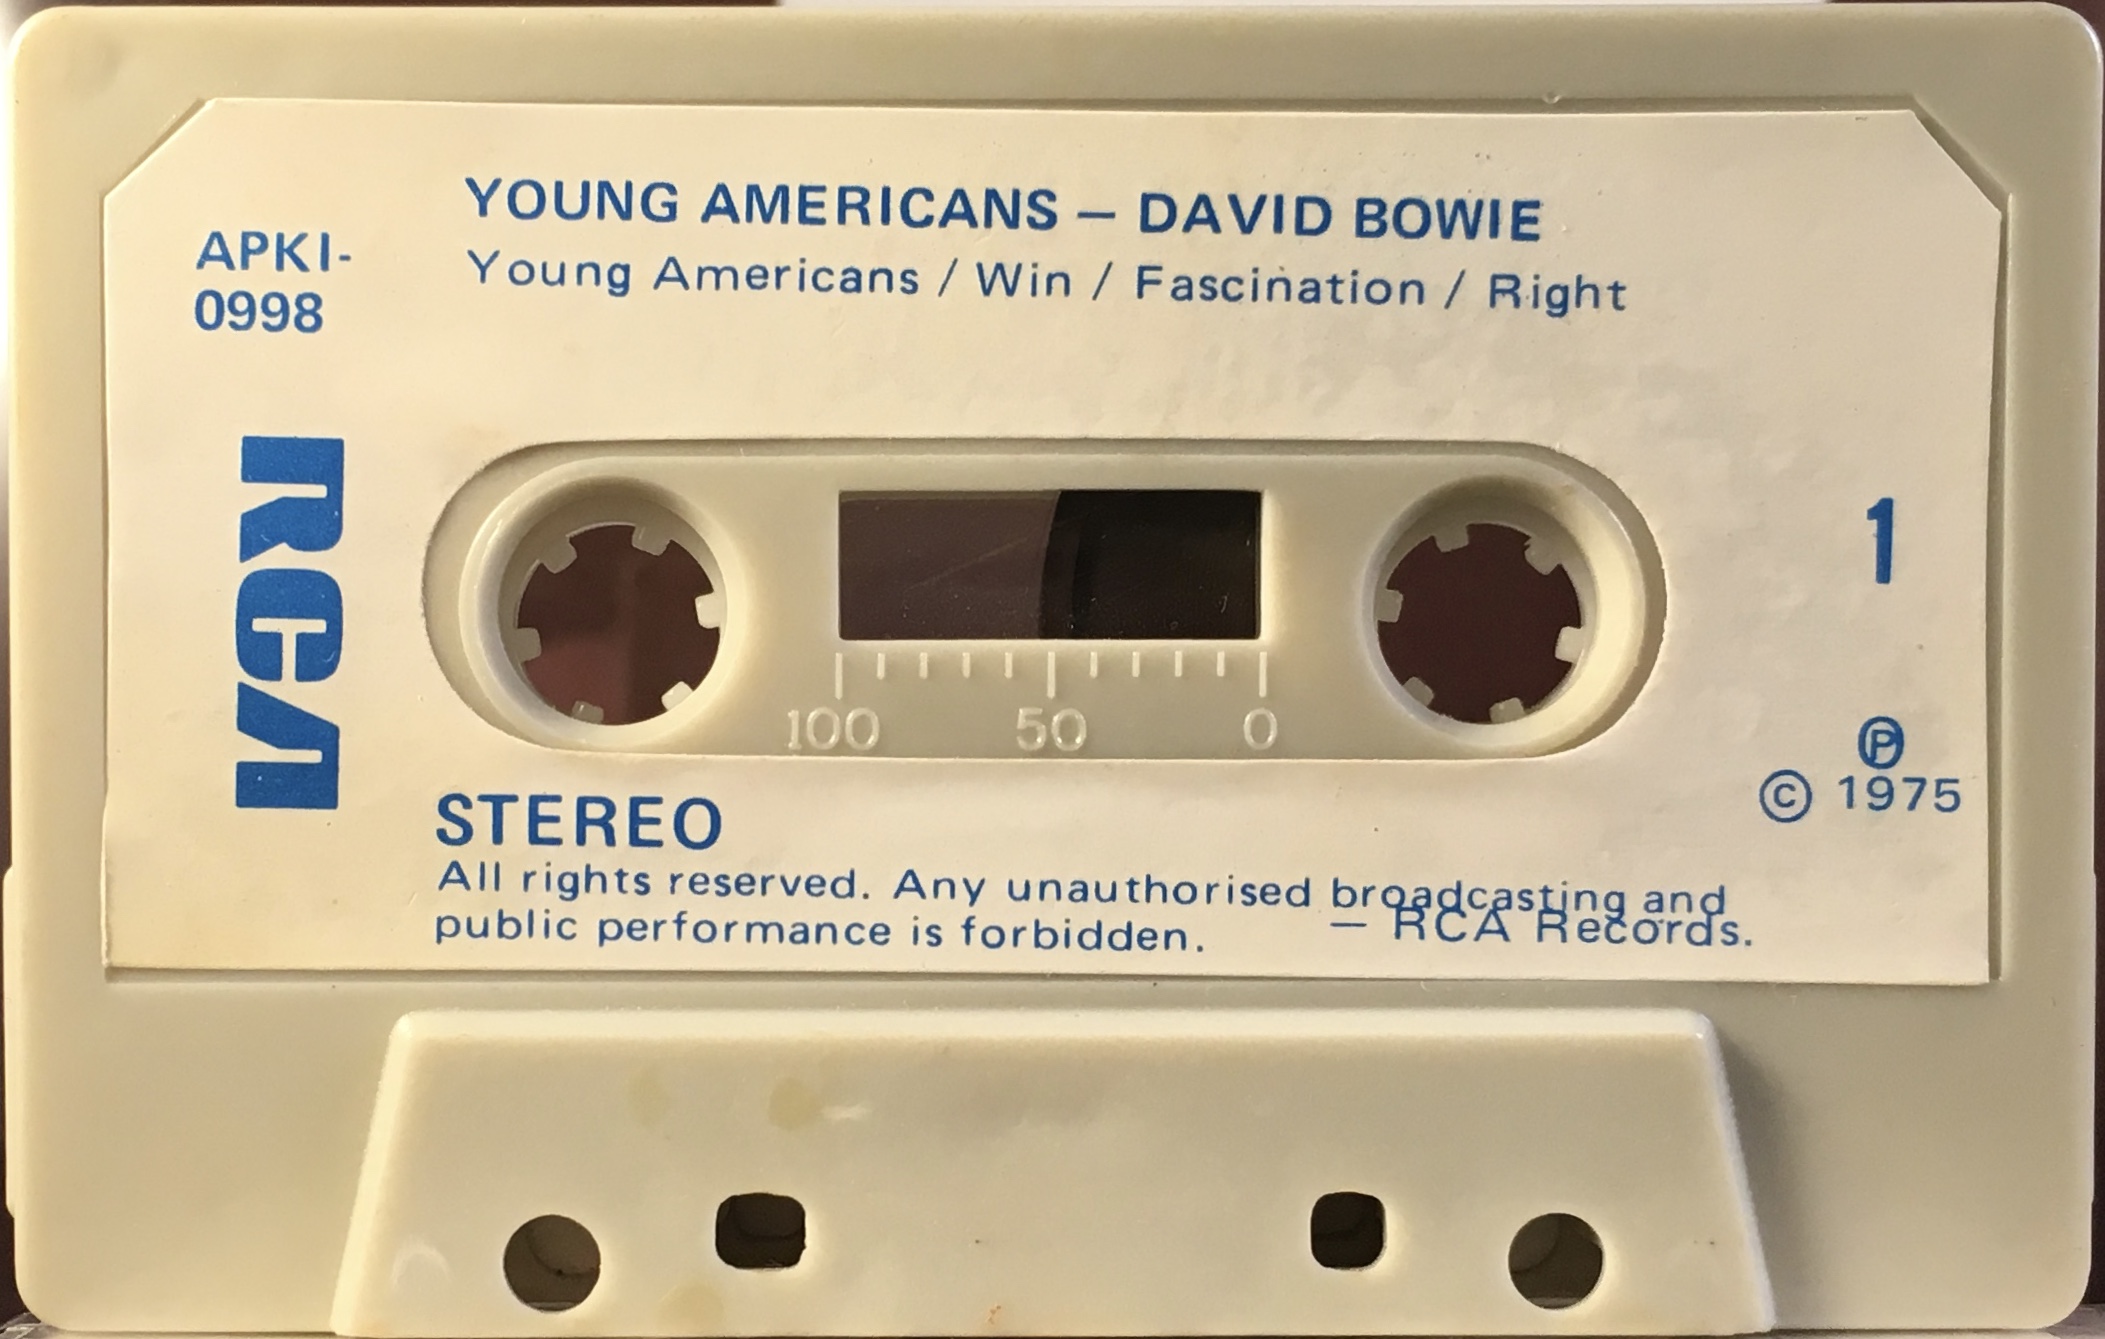 YOUNG AMERICANS – DAVID BOWIE
Young Americans / Win / Fascination / Right
APKI-
0998
RCA
1
100 50 0
Ⓟ
© 1975
STEREO
All rights reserved. Any unauthorised broadcasting and
public performance is forbidden. – RCA Records.